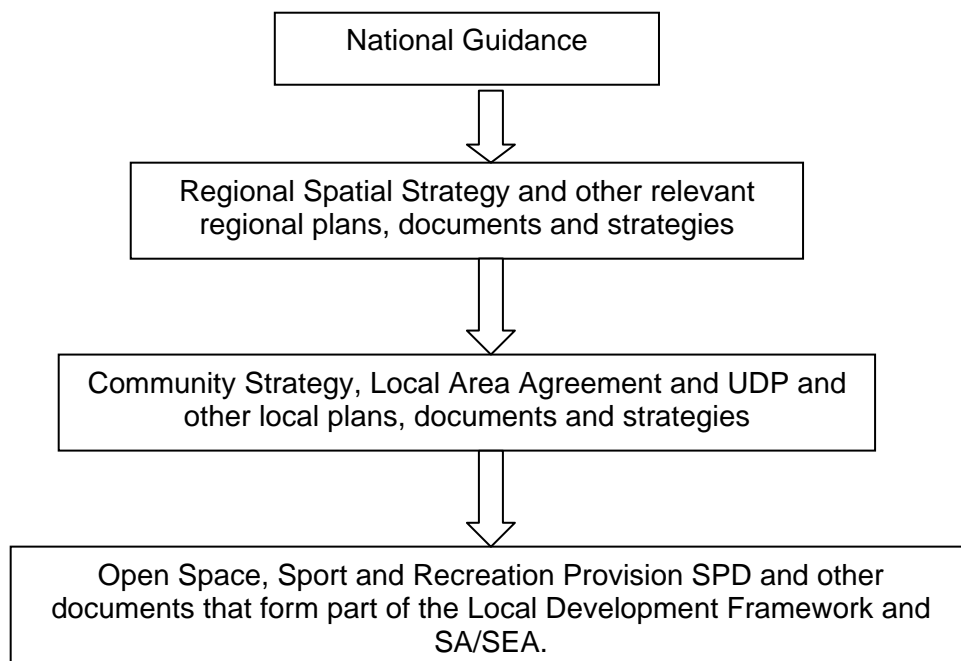 National Guidance
Regional Spatial Strategy and other relevant
regional plans, documents and strategies
Community Strategy, Local Area Agreement and UDP and
other local plans, documents and strategies
Open Space, Sport and Recreation Provision SPD and other
documents that form part of the Local Development Framework and
SA/SEA.